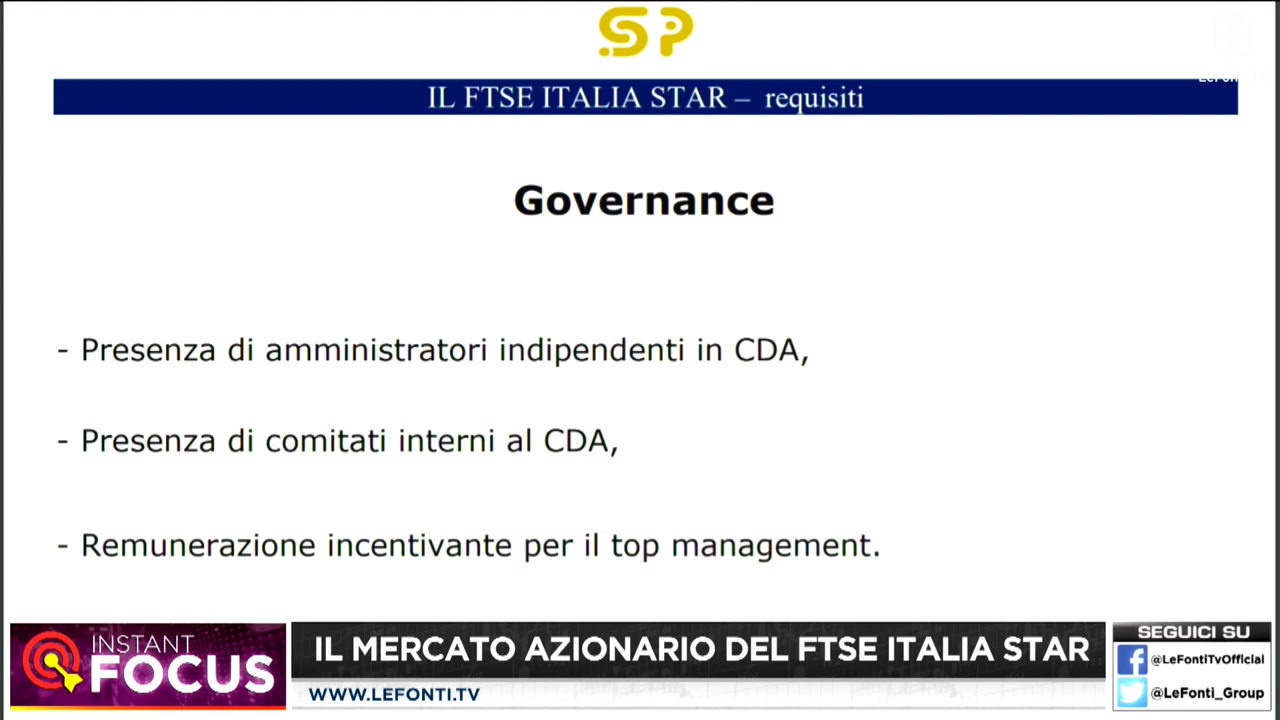 SP
IL FTSE ITALIA STAR – requisiti
Governance
- Presenza di amministratori indipendenti in CDA,
- Presenza di comitati interni al CDA,
- Remunerazione incentivante per il top management.
INSTANT
FOCUS
IL MERCATO AZIONARIO DEL FTSE ITALIA STAR
WWW.LEFONTI.TV
SEGUICI SU
@LeFontiTvOfficial
@LeFonti_Group